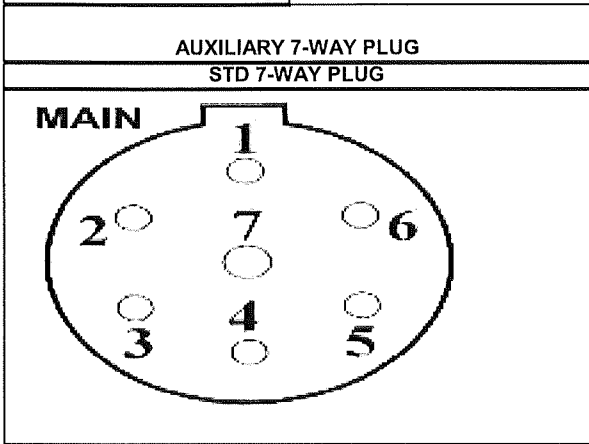 AUXILIARY 7-WAY PLUG
STD 7-WAY PLUG
MAIN
1
2 7 6
3 4 5